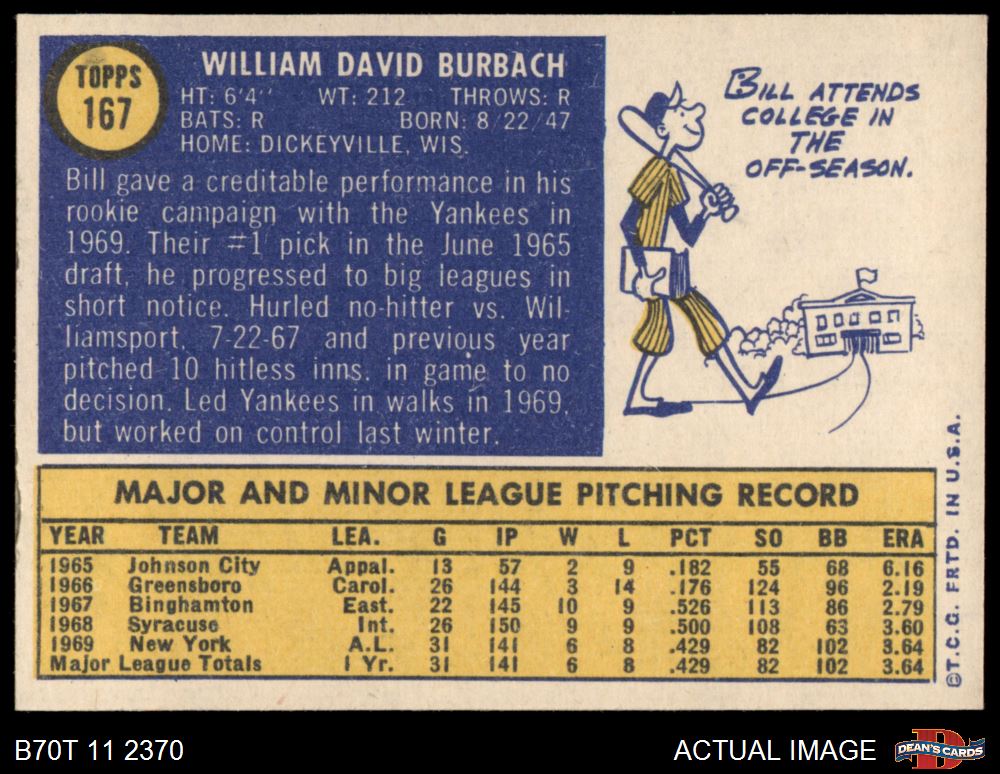 TOPPS
167
WILLIAM DAVID BURBACH
HT: 6'4" WT: 212 THROWS: R
BATS: R BORN: 8/22/47
HOME: DICKEYVILLE, WIS.
Bill gave a creditable performance in his
rookie campaign with the Yankees in
1969. Their #1 pick in the June 1965
draft, he progressed to big leagues in
short notice. Hurled no-hitter vs. Wil-
liamsport, 7-22-67 and previous year
pitched 10 hitless inns. in game to no
decision. Led Yankees in walks in 1969,
but worked on control last winter.
BILL ATTENDS
COLLEGE IN
THE
OFF-SEASON.
MAJOR AND MINOR LEAGUE PITCHING RECORD
YEAR TEAM LEA. G IP W L PCT SO BB ERA
1965 Johnson City Appal. 13 57 2 9 .182 55 68 6.16
1966 Greensboro Carol. 26 144 3 14 .176 124 96 2.19
1967 Binghamton East. 22 145 10 9 .526 113 86 2.79
1968 Syracuse Int. 26 150 9 9 .500 108 63 3.60
1969 New York A.L. 31 141 6 8 .429 82 102 3.64
Major League Totals 1 Yr. 31 141 6 8 .429 82 102 3.64
©T.C.G. PRTD. IN U.S.A.
B70T 11 2370
ACTUAL IMAGE
D
DEAN'S CARDS